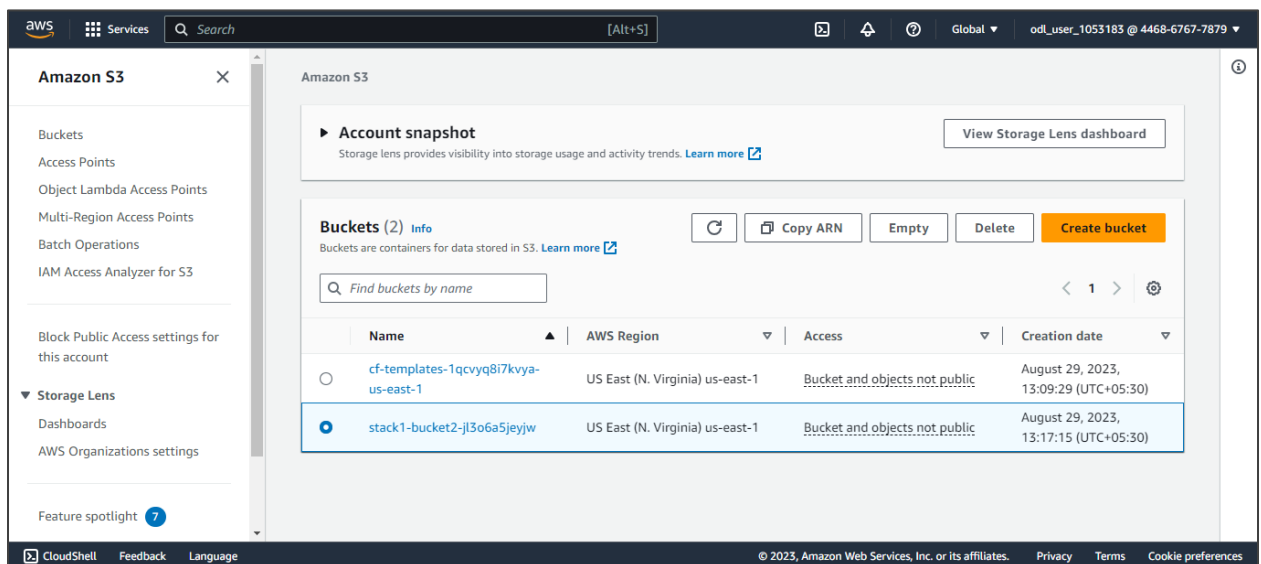 aws
Services
Search
[Alt+S]
Global
odl_user_1053183 @ 4468-6767-7879
Amazon S3
Buckets
Access Points
Object Lambda Access Points
Multi-Region Access Points
Batch Operations
IAM Access Analyzer for S3
Block Public Access settings for
this account
Storage Lens
Dashboards
AWS Organizations settings
Feature spotlight 7
Amazon S3
Account snapshot
Storage lens provides visibility into storage usage and activity trends. Learn more
View Storage Lens dashboard
Buckets (2) Info
Buckets are containers for data stored in S3. Learn more
Copy ARN
Empty
Delete
Create bucket
Find buckets by name
1
Name
AWS Region
Access
Creation date
cf-templates-1qcvyq8i7kvya-
us-east-1
US East (N. Virginia) us-east-1
Bucket and objects not public
August 29, 2023,
13:09:29 (UTC+05:30)
stack1-bucket2-jl3o6a5jeyjw
US East (N. Virginia) us-east-1
Bucket and objects not public
August 29, 2023,
13:17:15 (UTC+05:30)
CloudShell
Feedback
Language
© 2023, Amazon Web Services, Inc. or its affiliates.
Privacy
Terms
Cookie preferences